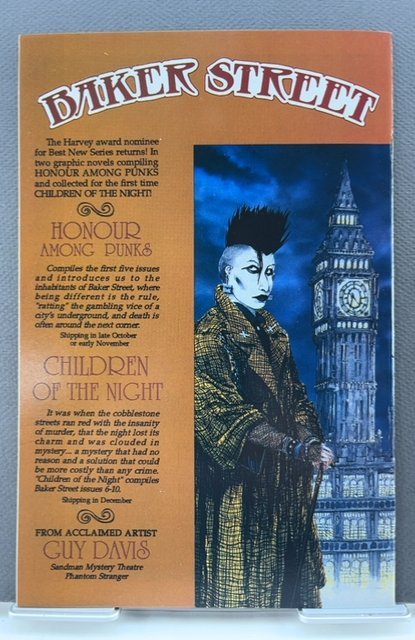 BAKER STREET
The Harvey award nominee
for Best New Series returns! In
two graphic novels compiling
HONOUR AMONG PUNKS
and collected for the first time
CHILDREN OF THE NIGHT!
HONOUR
AMONG PUNKS
Compiles the first five issues
and introduces us to the
inhabitants of Baker Street, where
being different is the rule,
"ratting" the gambling vice of a
city's underground, and death is
often around the next corner.
Shipping in late October
or early November
CHILDREN
OF THE NIGHT
It was when the cobblestone
streets ran red with the insanity
of murder, that the night lost its
charm and was clouded in
mystery... a mystery that had no
reason and a solution that could
be more costly than any crime.
"Children of the Night" compiles
Baker Street issues 6-10.
Shipping in December
FROM ACCLAIMED ARTIST
GUY DAVIS
Sandman Mystery Theatre
Phantom Stranger